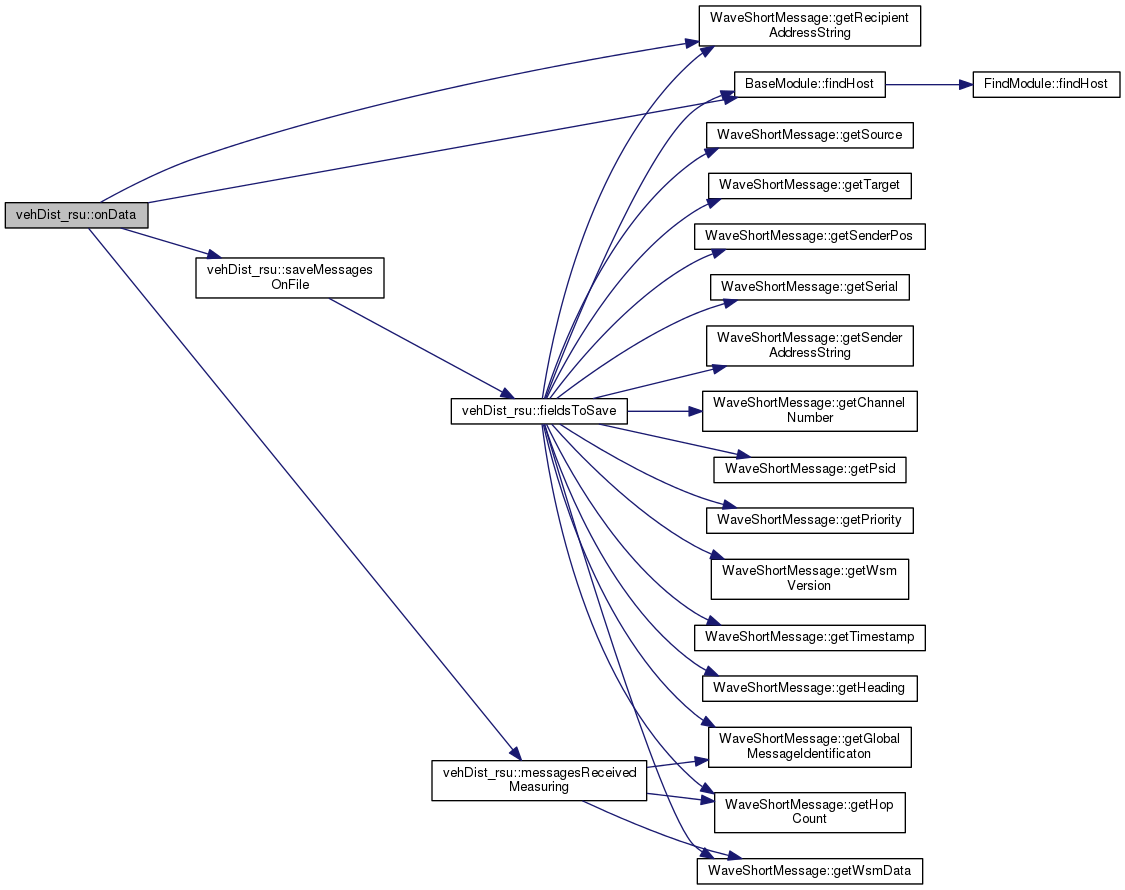 WaveShortMessage::getRecipient
AddressString
BaseModule::findHost
FindModule::findHost
WaveShortMessage::getSource
WaveShortMessage::getTarget
vehDist_rsu::onData
WaveShortMessage::getSenderPos
vehDist_rsu::saveMessages
OnFile
WaveShortMessage::getSerial
WaveShortMessage::getSender
AddressString
vehDist_rsu::fieldsToSave
WaveShortMessage::getChannel
Number
WaveShortMessage::getPsid
WaveShortMessage::getPriority
WaveShortMessage::getWsm
Version
WaveShortMessage::getTimestamp
WaveShortMessage::getHeading
WaveShortMessage::getGlobal
MessageIdentificaton
vehDist_rsu::messagesReceived
Measuring
WaveShortMessage::getHop
Count
WaveShortMessage::getWsmData